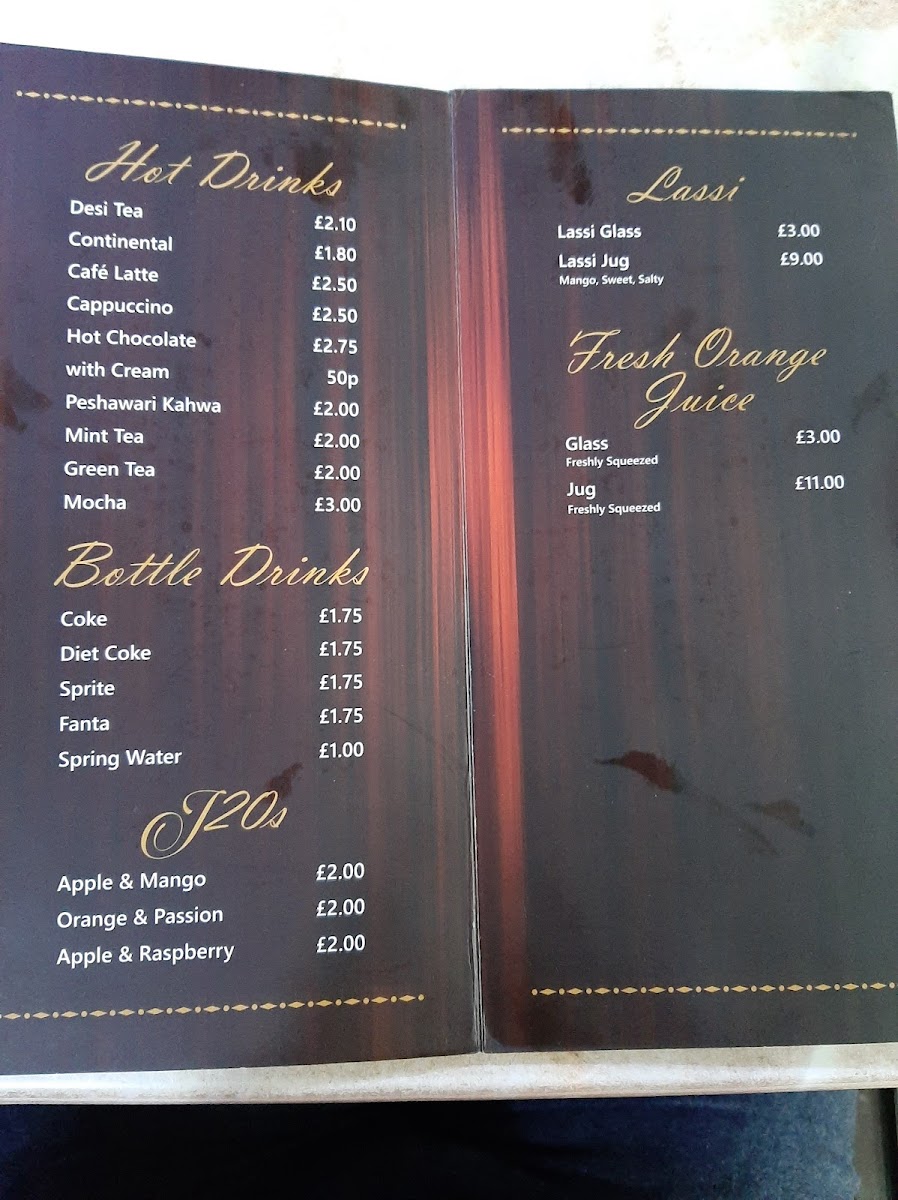 Hot Drinks
Desi Tea £2.10
Continental £1.80
Café Latte £2.50
Cappuccino £2.50
Hot Chocolate £2.75
with Cream 50p
Peshawari Kahwa £2.00
Mint Tea £2.00
Green Tea £2.00
Mocha £3.00
Bottle Drinks
Coke £1.75
Diet Coke £1.75
Sprite £1.75
Fanta £1.75
Spring Water £1.00
J20s
Apple & Mango £2.00
Orange & Passion £2.00
Apple & Raspberry £2.00
Lassi
Lassi Glass £3.00
Lassi Jug £9.00
Mango, Sweet, Salty
Fresh Orange
Juice
Glass £3.00
Freshly Squeezed
Jug £11.00
Freshly Squeezed